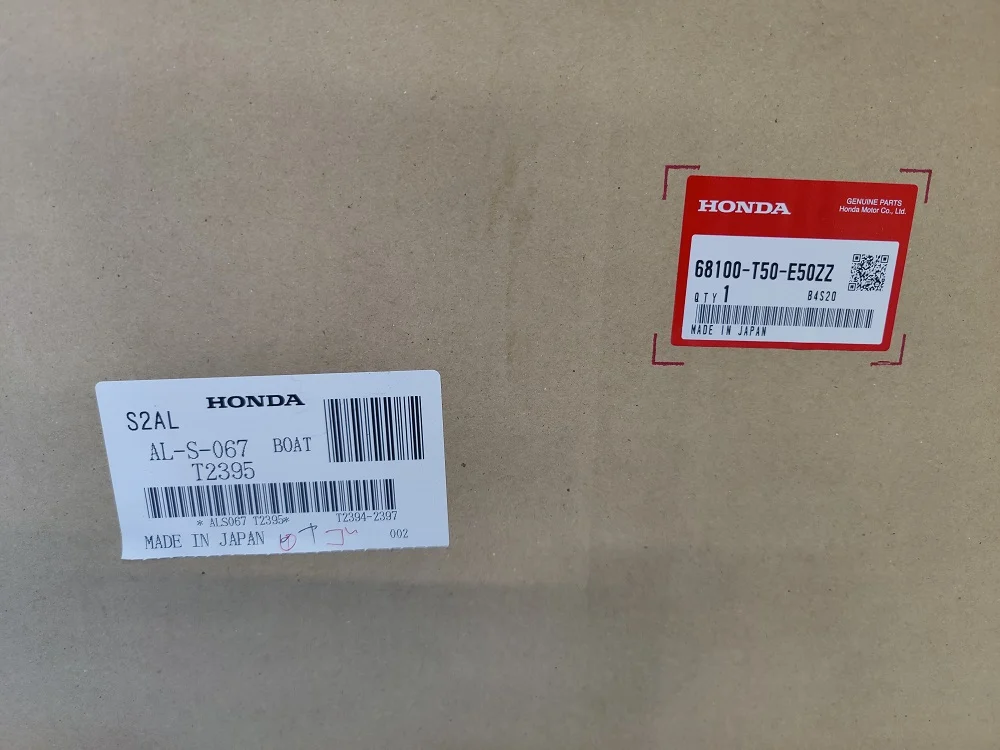 HONDA
GENUINE PARTS
Honda Motor Co., Ltd.
68100-T50-E50ZZ
QTY 1 84S20
MADE IN JAPAN
HONDA
S2AL
AL-S-067 BOAT
T2395
* ALS067 T2395* T2394-2397
MADE IN JAPAN 002